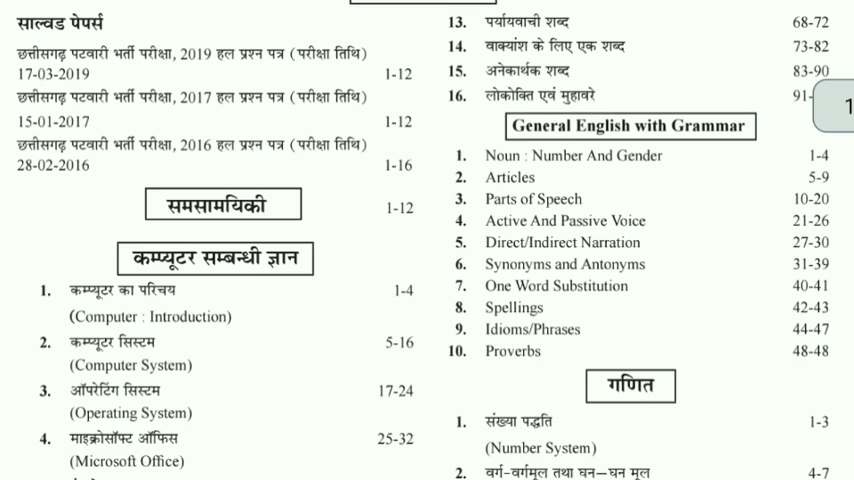 साल्वड पेपर्स
छत्तीसगढ़ पटवारी भर्ती परीक्षा, 2019 हल प्रश्न पत्र (परीक्षा तिथि)
17-03-2019 1-12
छत्तीसगढ़ पटवारी भर्ती परीक्षा, 2017 हल प्रश्न पत्र (परीक्षा तिथि)
15-01-2017 1-12
छत्तीसगढ़ पटवारी भर्ती परीक्षा, 2016 हल प्रश्न पत्र (परीक्षा तिथि)
28-02-2016 1-16
समसामयिकी 1-12
कम्प्यूटर सम्बन्धी ज्ञान
1. कम्प्यूटर का परिचय 1-4
(Computer : Introduction)
2. कम्प्यूटर सिस्टम 5-16
(Computer System)
3. ऑपरेटिंग सिस्टम 17-24
(Operating System)
4. माइक्रोसॉफ्ट ऑफिस 25-32
(Microsoft Office)
13. पर्यायवाची शब्द 68-72
14. वाक्यांश के लिए एक शब्द 73-82
15. अनेकार्थक शब्द 83-90
16. लोकोक्ति एवं मुहावरे 91-
1
General English with Grammar
1. Noun : Number And Gender 1-4
2. Articles 5-9
3. Parts of Speech 10-20
4. Active And Passive Voice 21-26
5. Direct/Indirect Narration 27-30
6. Synonyms and Antonyms 31-39
7. One Word Substitution 40-41
8. Spellings 42-43
9. Idioms/Phrases 44-47
10. Proverbs 48-48
गणित
1. संख्या पद्धति 1-3
(Number System)
2. वर्ग-वर्गमूल तथा घन–घन मूल 4-7